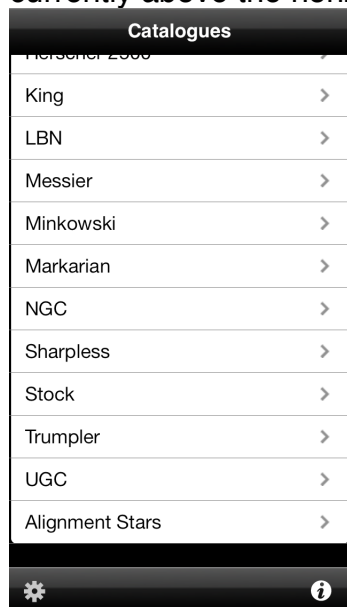 Catalogues
King
LBN
Messier
Minkowski
Markarian
NGC
Sharpless
Stock
Trumpler
UGC
Alignment Stars